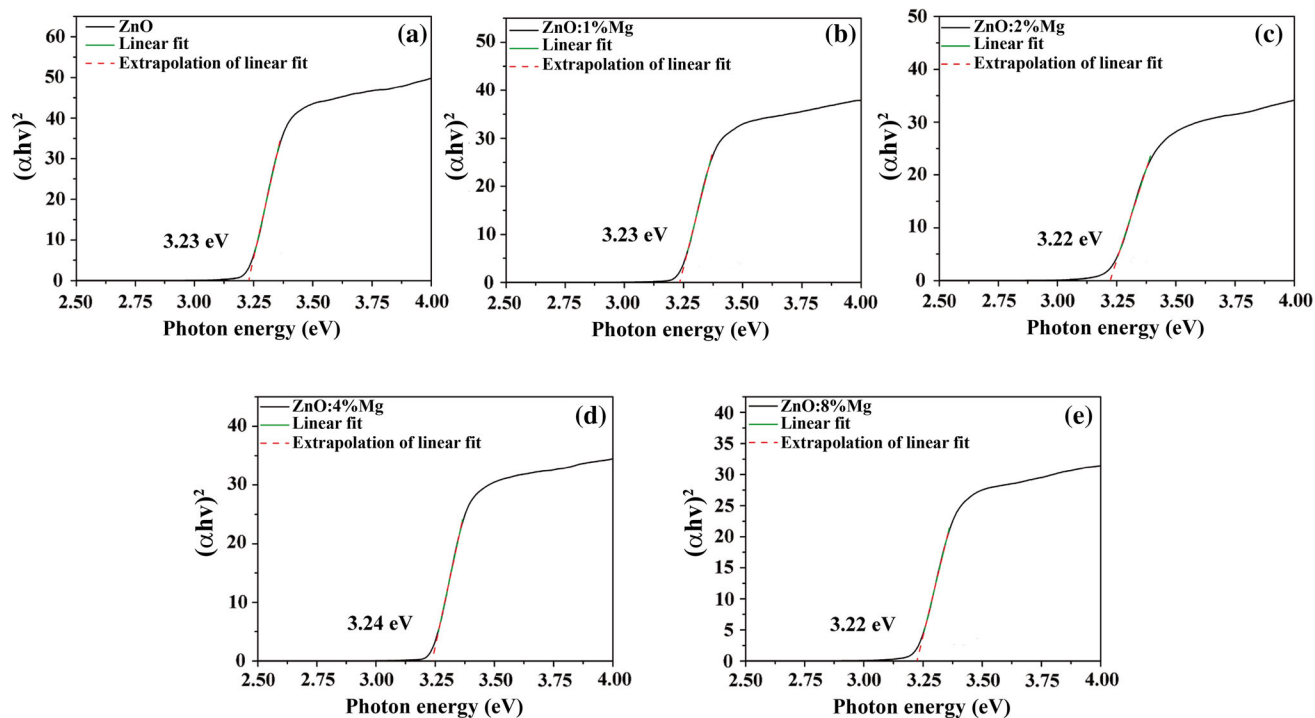 ZnO
Linear fit
Extrapolation of linear fit
(a)
60
50
40
30
20
10
0
(αhv)²
3.23 eV
2.50 2.75 3.00 3.25 3.50 3.75 4.00
Photon energy (eV)
ZnO:1%Mg
Linear fit
Extrapolation of linear fit
(b)
50
40
30
20
10
0
(αhv)²
3.23 eV
2.50 2.75 3.00 3.25 3.50 3.75 4.00
Photon energy (eV)
ZnO:2%Mg
Linear fit
Extrapolation of linear fit
(c)
50
40
30
20
10
0
(αhv)²
3.22 eV
2.50 2.75 3.00 3.25 3.50 3.75 4.00
Photon energy (eV)
ZnO:4%Mg
Linear fit
Extrapolation of linear fit
(d)
40
30
20
10
0
(αhv)²
3.24 eV
2.50 2.75 3.00 3.25 3.50 3.75 4.00
Photon energy (eV)
ZnO:8%Mg
Linear fit
Extrapolation of linear fit
(e)
40
35
30
25
20
15
10
5
0
(αhv)²
3.22 eV
2.50 2.75 3.00 3.25 3.50 3.75 4.00
Photon energy (eV)